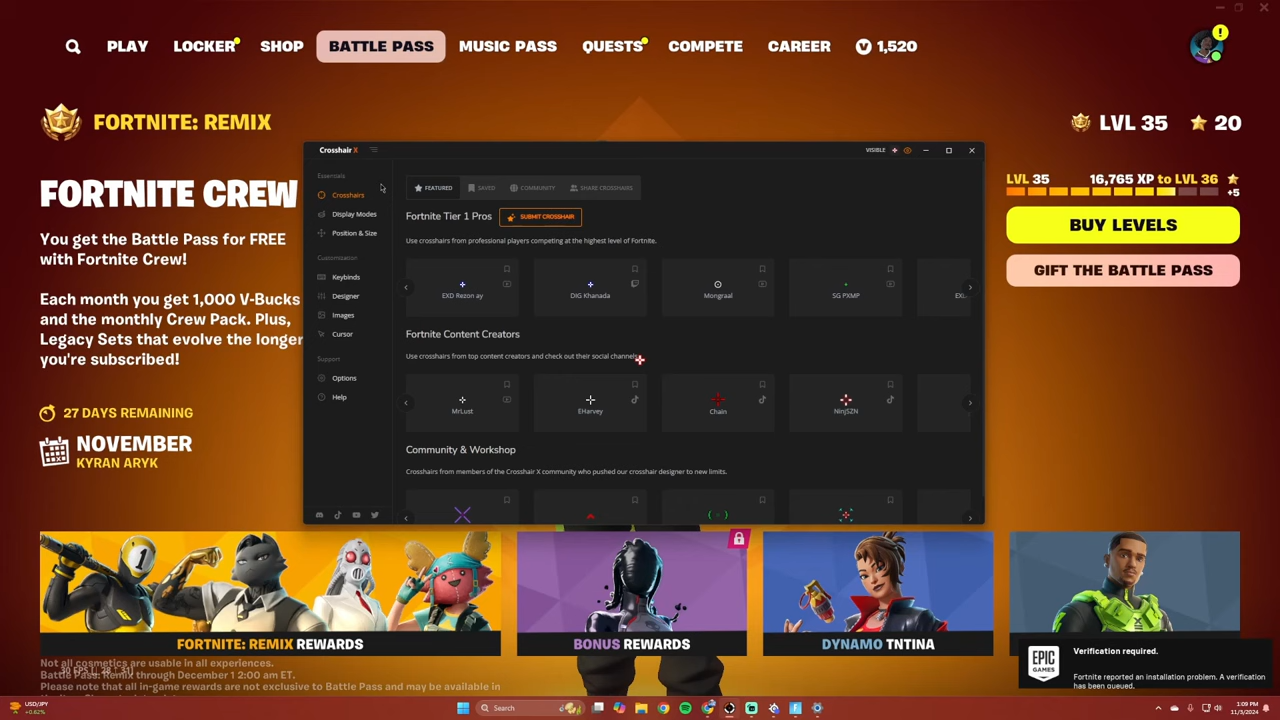 PLAY LOCKER SHOP BATTLE PASS MUSIC PASS QUESTS COMPETE CAREER V 1,520
!
FORTNITE: REMIX
LVL 35 20
FORTNITE CREW
You get the Battle Pass for FREE
with Fortnite Crew!
Each month you get 1,000 V-Bucks
and the monthly Crew Pack. Plus,
Legacy Sets that evolve the longer
you're subscribed!
27 DAYS REMAINING
NOVEMBER
KYRAN ARYK
LVL 35 16,765 XP to LVL 36
+5
BUY LEVELS
GIFT THE BATTLE PASS
Crosshair X
VISIBLE
Essentials
Crosshairs
Display Modes
Position & Size
Customization
Keybinds
Designer
Images
Cursor
Support
Options
Help
FEATURED SAVED COMMUNITY SHARE CROSSHAIRS
Fortnite Tier 1 Pros SUBMIT CROSSHAIR
Use crosshairs from professional players competing at the highest level of Fortnite.
EXD Rezon ay DIG Khanada Mongraal SG PXMP
Fortnite Content Creators
Use crosshairs from top content creators and check out their social channels
MrLust EHarvey Chain NinjSZN
Community & Workshop
Crosshairs from members of the Crosshair X community who pushed our crosshair designer to new limits.
1
FORTNITE: REMIX REWARDS
BONUS REWARDS
DYNAMO TNTINA
Not all cosmetics are usable in all experiences.
Battle Pass: Remix through December 1 2:00 am ET.
Please note that all in-game rewards are not exclusive to Battle Pass and may be available in
EPIC
GAMES
Verification required.
Fortnite reported an installation problem. A verification
has been queued.
USD/JPY
+0.62%
Search
1:09 PM
11/3/2024